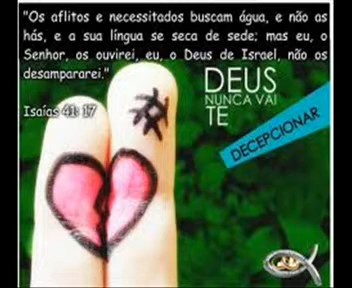 "Os aflitos e necessitados buscam água, e não as
hás, e a sua língua se seca de sede; mas eu, o
Senhor, os ouvirei, eu, o Deus de Israel, não os
desampararei."
Isaías 41: 17
DEUS
NUNCA VAI
TE
DECEPCIONAR